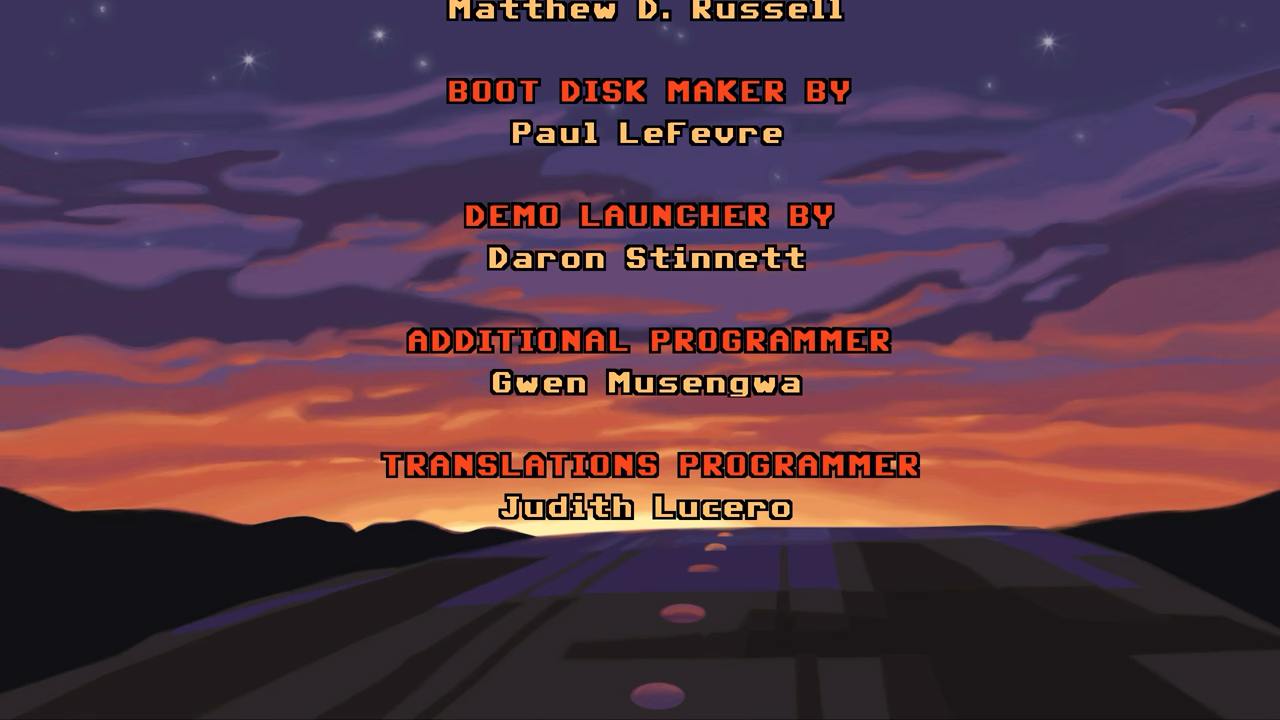 Matthew D. Russell
BOOT DISK MAKER BY
Paul LeFevre
DEMO LAUNCHER BY
Daron Stinnett
ADDITIONAL PROGRAMMER
Gwen Musengwa
TRANSLATIONS PROGRAMMER
Judith Lucero